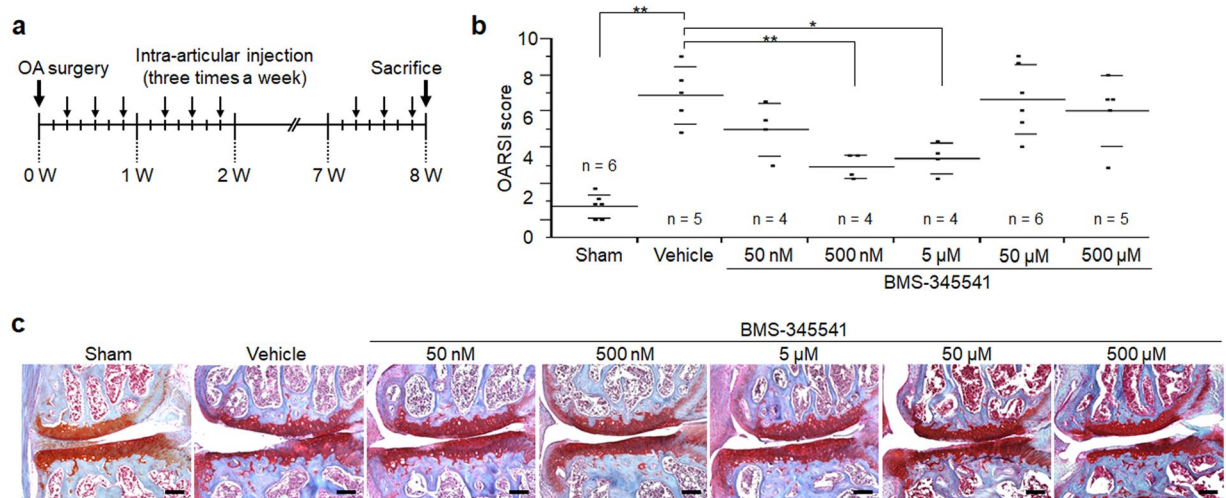 a
OA surgery
Intra-articular injection
(three times a week)
Sacrifice
0 W
1 W
2 W
7 W
8 W
b
**
*
**
OARSI score
10
8
6
4
2
0
n = 6
n = 5
n = 4
n = 4
n = 4
n = 6
n = 5
Sham
Vehicle
50 nM
500 nM
5 µM
50 µM
500 µM
BMS-345541
c
BMS-345541
Sham
Vehicle
50 nM
500 nM
5 µM
50 µM
500 µM